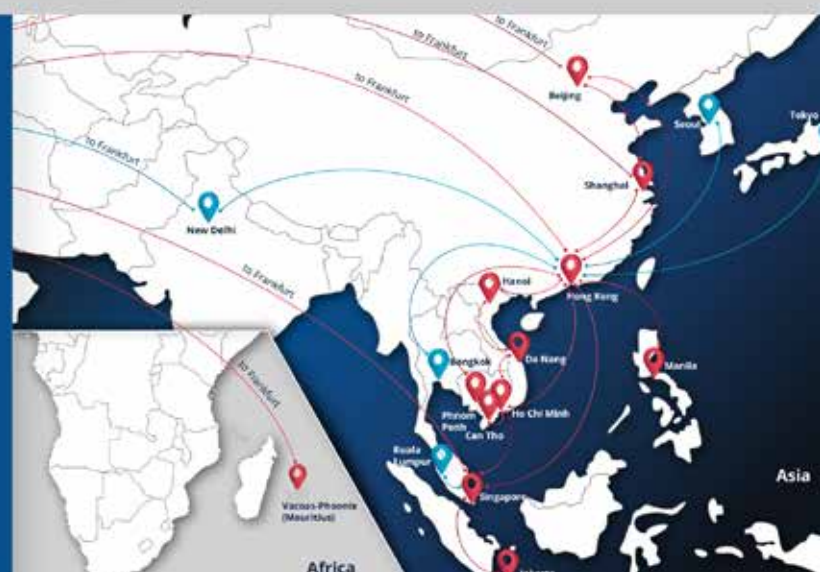 to Frankfurt
to Frankfurt
to Frankfurt
Beijing
Seoul
Tokyo
to Frankfurt
Shanghai
New Delhi
to Frankfurt
Hanoi
Hong Kong
Bangkok
Da Nang
Manila
to Frankfurt
Phnom
Penh
Ho Chi Minh
Can Tho
Kuala
Lumpur
Singapore
Asia
Vacoas-Phoenix
(Mauritius)
Africa